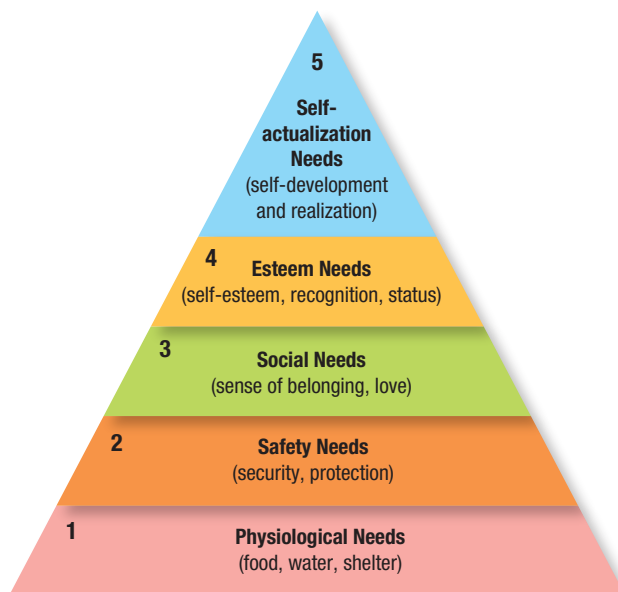 5
Self-
actualization
Needs
(self-development
and realization)
4
Esteem Needs
(self-esteem, recognition, status)
3
Social Needs
(sense of belonging, love)
2
Safety Needs
(security, protection)
1
Physiological Needs
(food, water, shelter)